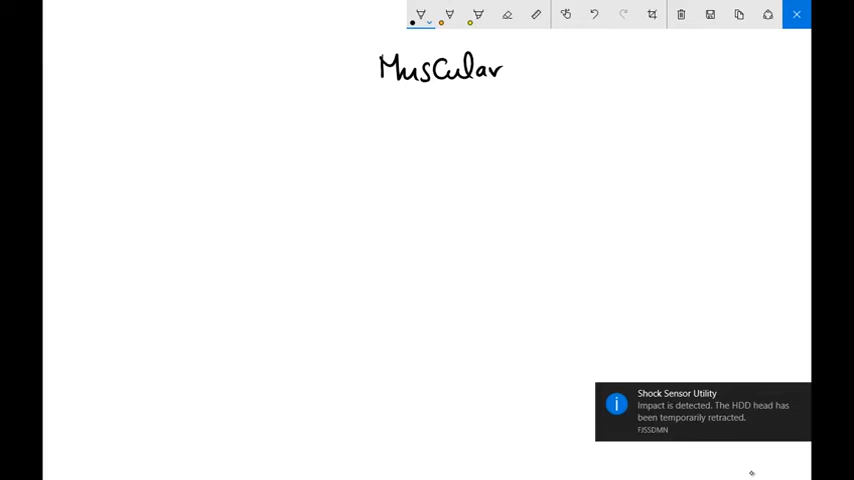 Muscular
Shock Sensor Utility
Impact is detected. The HDD head has
been temporarily retracted.
FJSSDMN